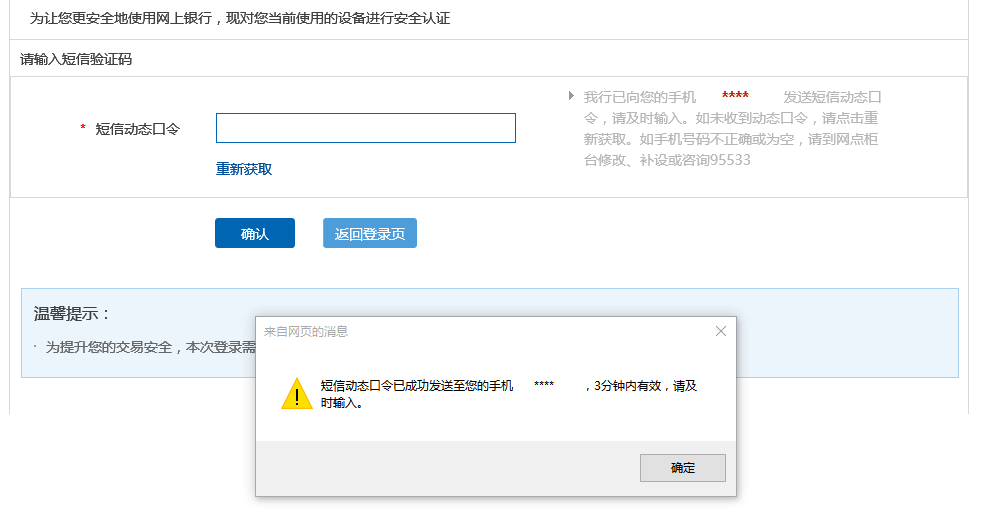 为让您更安全地使用网上银行，现对您当前使用的设备进行安全认证
请输入短信验证码
* 短信动态口令
重新获取
我行已向您的手机 **** 发送短信动态口
令，请及时输入。如未收到动态口令，请点击重
新获取。如手机号码不正确或为空，请到网点柜
台修改、补设或咨询95533
确认
返回登录页
温馨提示：
· 为提升您的交易安全，本次登录需
来自网页的消息
短信动态口令已成功发送至您的手机 **** ，3分钟内有效，请及
时输入。
确定